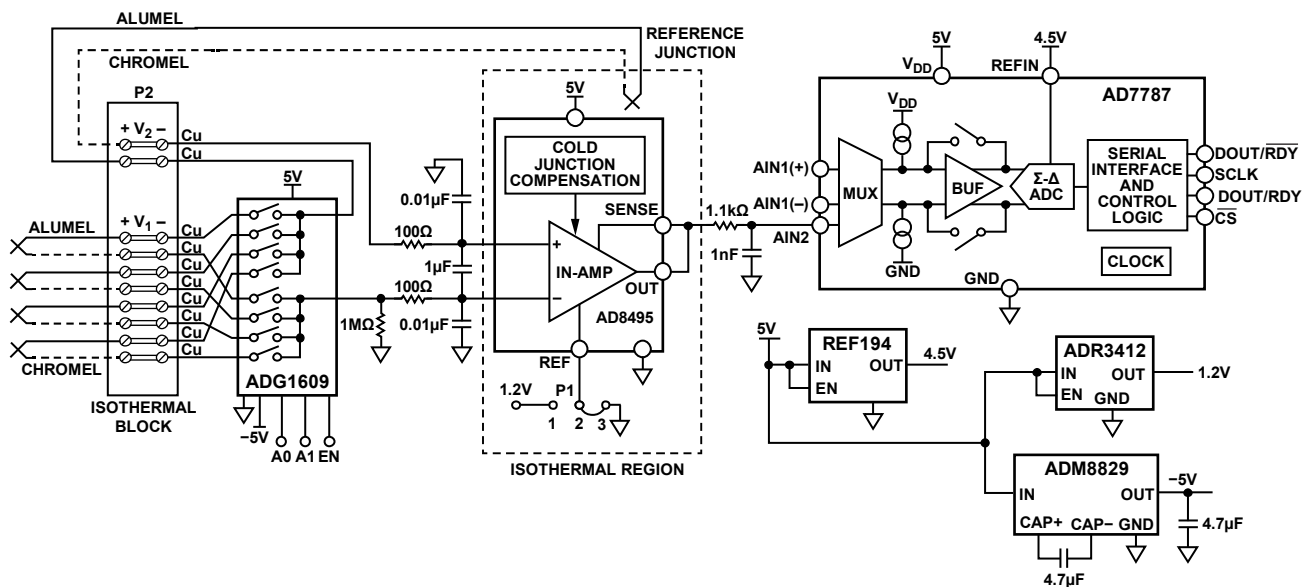 ALUMEL
CHROMEL
REFERENCE
JUNCTION
P2
+ V2 −
Cu
Cu
5V
ALUMEL
+ V1 −
Cu
Cu
Cu
Cu
Cu
Cu
Cu
Cu
CHROMEL
ISOTHERMAL
BLOCK
ADG1609
−5V
A0 A1 EN
0.01µF
100Ω
1µF
100Ω
1MΩ
0.01µF
5V
COLD
JUNCTION
COMPENSATION
SENSE
+
IN-AMP
−
OUT
AD8495
REF
1.2V
P1
1 2 3
ISOTHERMAL REGION
1.1kΩ
1nF
5V
4.5V
VDD
REFIN
AD7787
VDD
AIN1(+)
AIN1(−)
AIN2
MUX
BUF
Σ-Δ
ADC
SERIAL
INTERFACE
AND
CONTROL
LOGIC
DOUT/RDY
SCLK
DOUT/RDY
CS
GND
CLOCK
GND
5V
REF194
IN OUT
EN
4.5V
ADR3412
IN OUT
EN
GND
1.2V
ADM8829
IN OUT
CAP+ CAP− GND
−5V
4.7µF
4.7µF